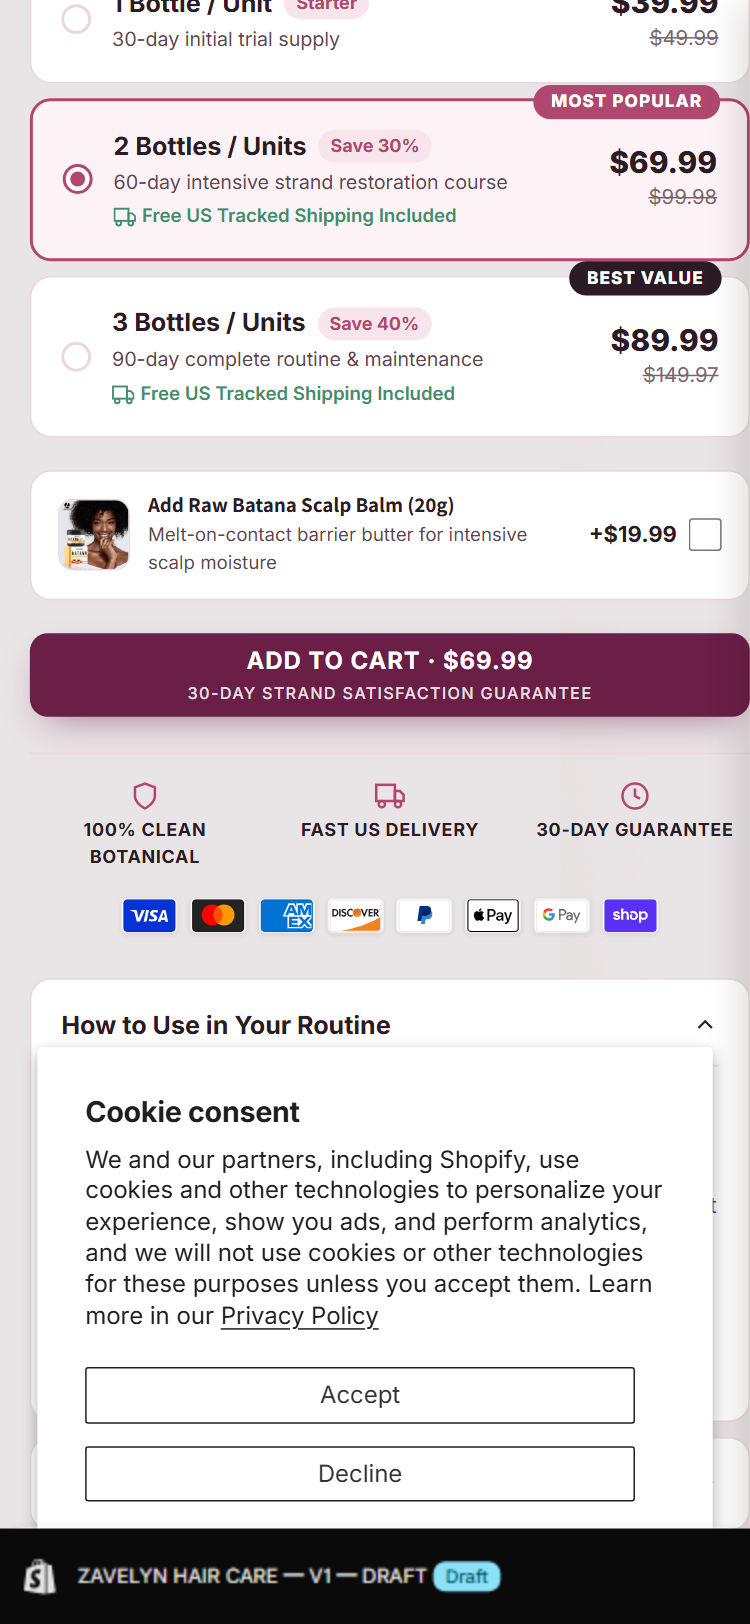 1 Bottle / Unit Starter $39.99
30-day initial trial supply $49.99
MOST POPULAR
2 Bottles / Units Save 30%
60-day intensive strand restoration course
Free US Tracked Shipping Included
$69.99
$99.98
BEST VALUE
3 Bottles / Units Save 40%
90-day complete routine & maintenance
Free US Tracked Shipping Included
$89.99
$149.97
Add Raw Batana Scalp Balm (20g)
Melt-on-contact barrier butter for intensive
scalp moisture
+$19.99
ADD TO CART · $69.99
30-DAY STRAND SATISFACTION GUARANTEE
100% CLEAN
BOTANICAL
FAST US DELIVERY
30-DAY GUARANTEE
VISA
AM
EX
DISCOVER
Pay
G Pay
shop
How to Use in Your Routine
Cookie consent
We and our partners, including Shopify, use
cookies and other technologies to personalize your
experience, show you ads, and perform analytics,
and we will not use cookies or other technologies
for these purposes unless you accept them. Learn
more in our Privacy Policy
Accept
Decline
ZAVELYN HAIR CARE — V1 — DRAFT Draft